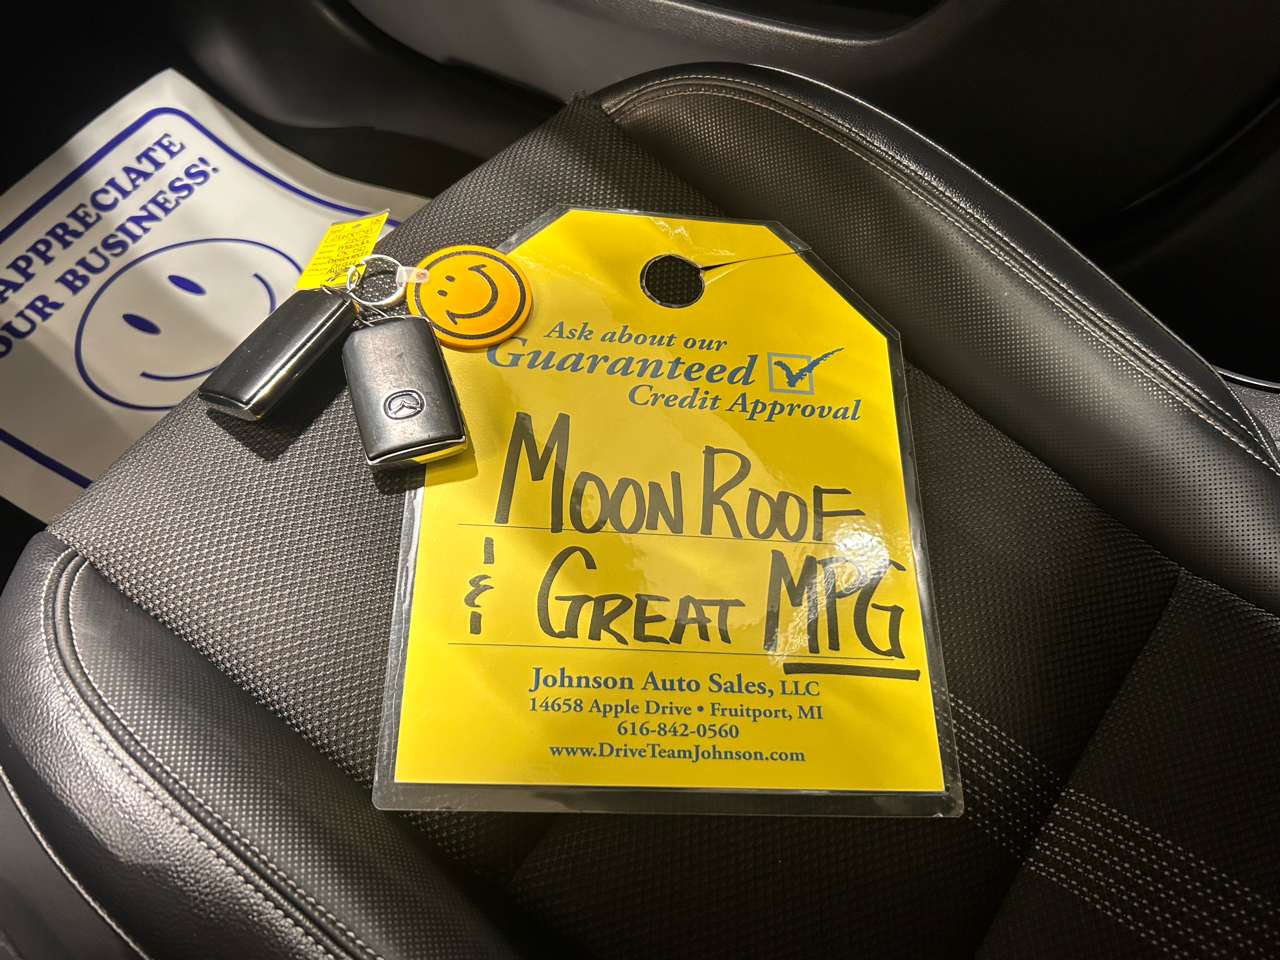 APPRECIATE
OUR BUSINESS!
Ask about our
Guaranteed
Credit Approval
MOON ROOF
& GREAT MPG
Johnson Auto Sales, LLC
14658 Apple Drive • Fruitport, MI
616-842-0560
www.DriveTeamJohnson.com